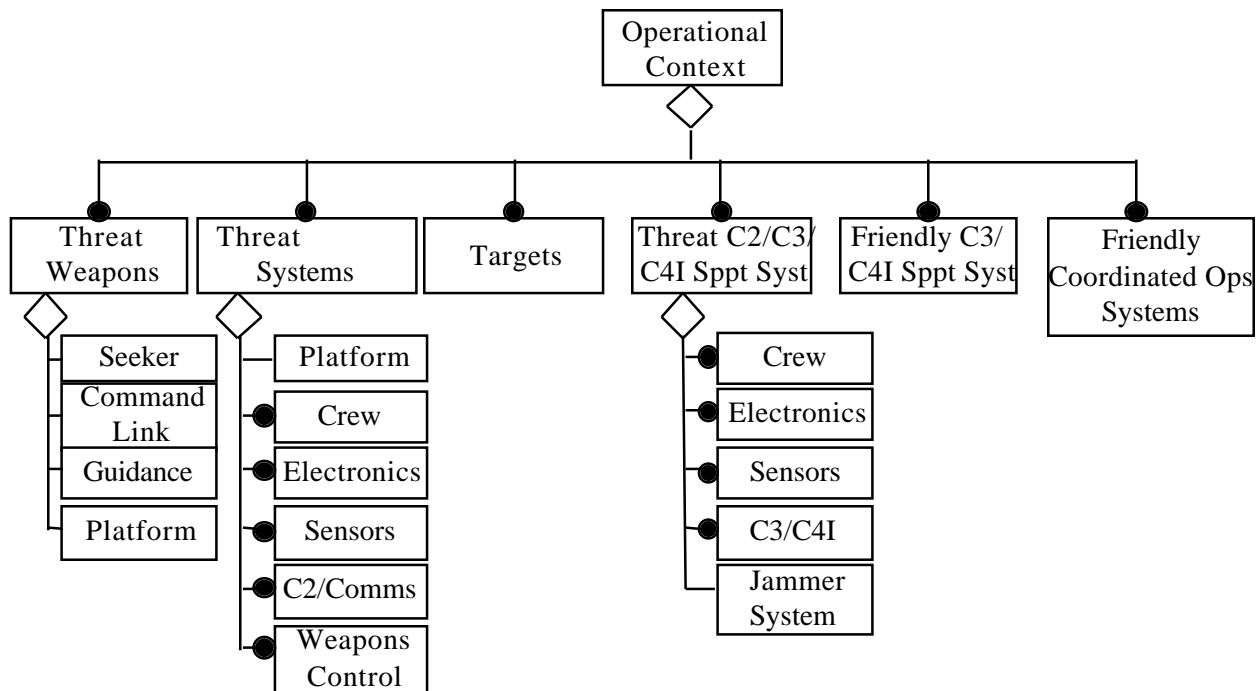 Operational
Context
Threat
Weapons
Threat
Systems
Targets
Threat C2/C3/
C4I Sppt Syst
Friendly C3/
C4I Sppt Syst
Friendly
Coordinated Ops
Systems
Seeker
Command
Link
Guidance
Platform
Platform
Crew
Electronics
Sensors
C2/Comms
Weapons
Control
Crew
Electronics
Sensors
C3/C4I
Jammer
System